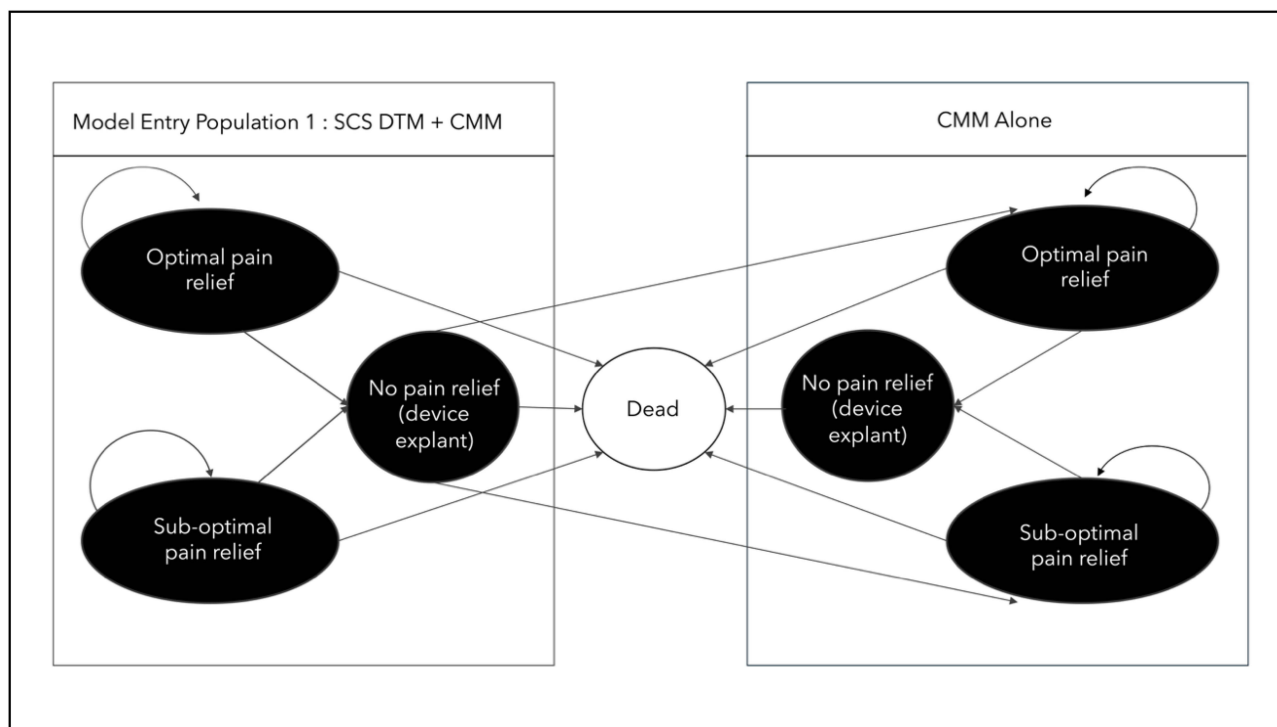 Model Entry Population 1 : SCS DTM + CMM
Optimal pain
relief
No pain relief
(device
explant)
Sub-optimal
pain relief
Dead
CMM Alone
Optimal pain
relief
No pain relief
(device
explant)
Sub-optimal
pain relief